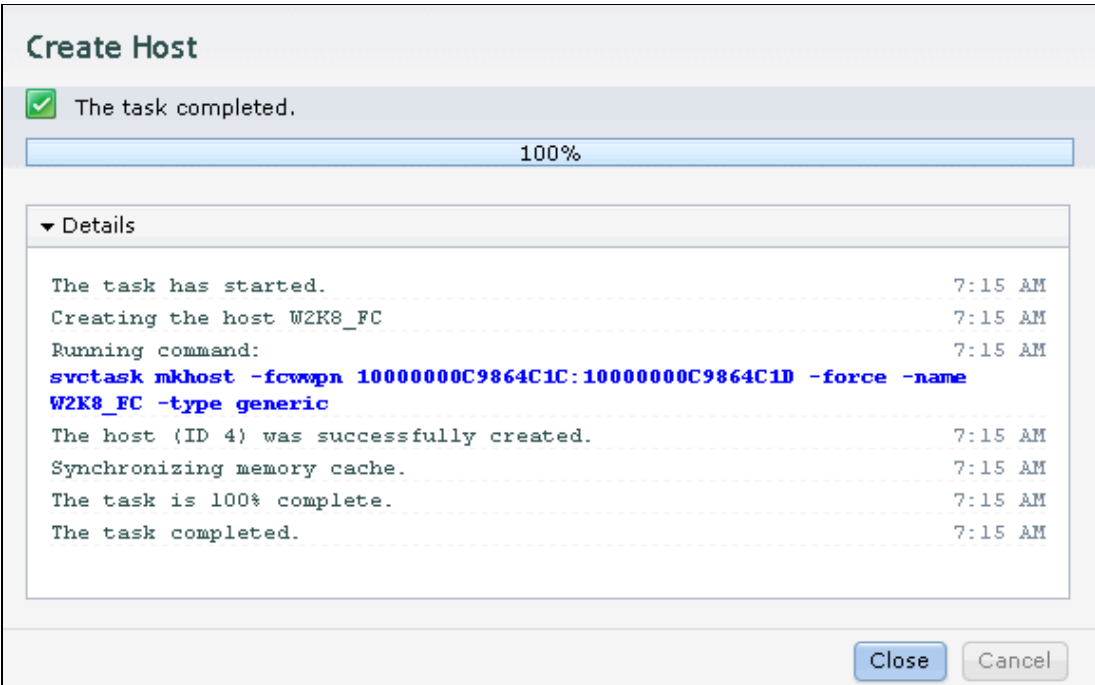 Create Host
The task completed.
100%
Details
The task has started. 7:15 AM
Creating the host W2K8_FC 7:15 AM
Running command: 7:15 AM
svctask mkhost -fcwwpn 10000000C9864C1C:10000000C9864C1D -force -name
W2K8_FC -type generic
The host (ID 4) was successfully created. 7:15 AM
Synchronizing memory cache. 7:15 AM
The task is 100% complete. 7:15 AM
The task completed. 7:15 AM
Close Cancel